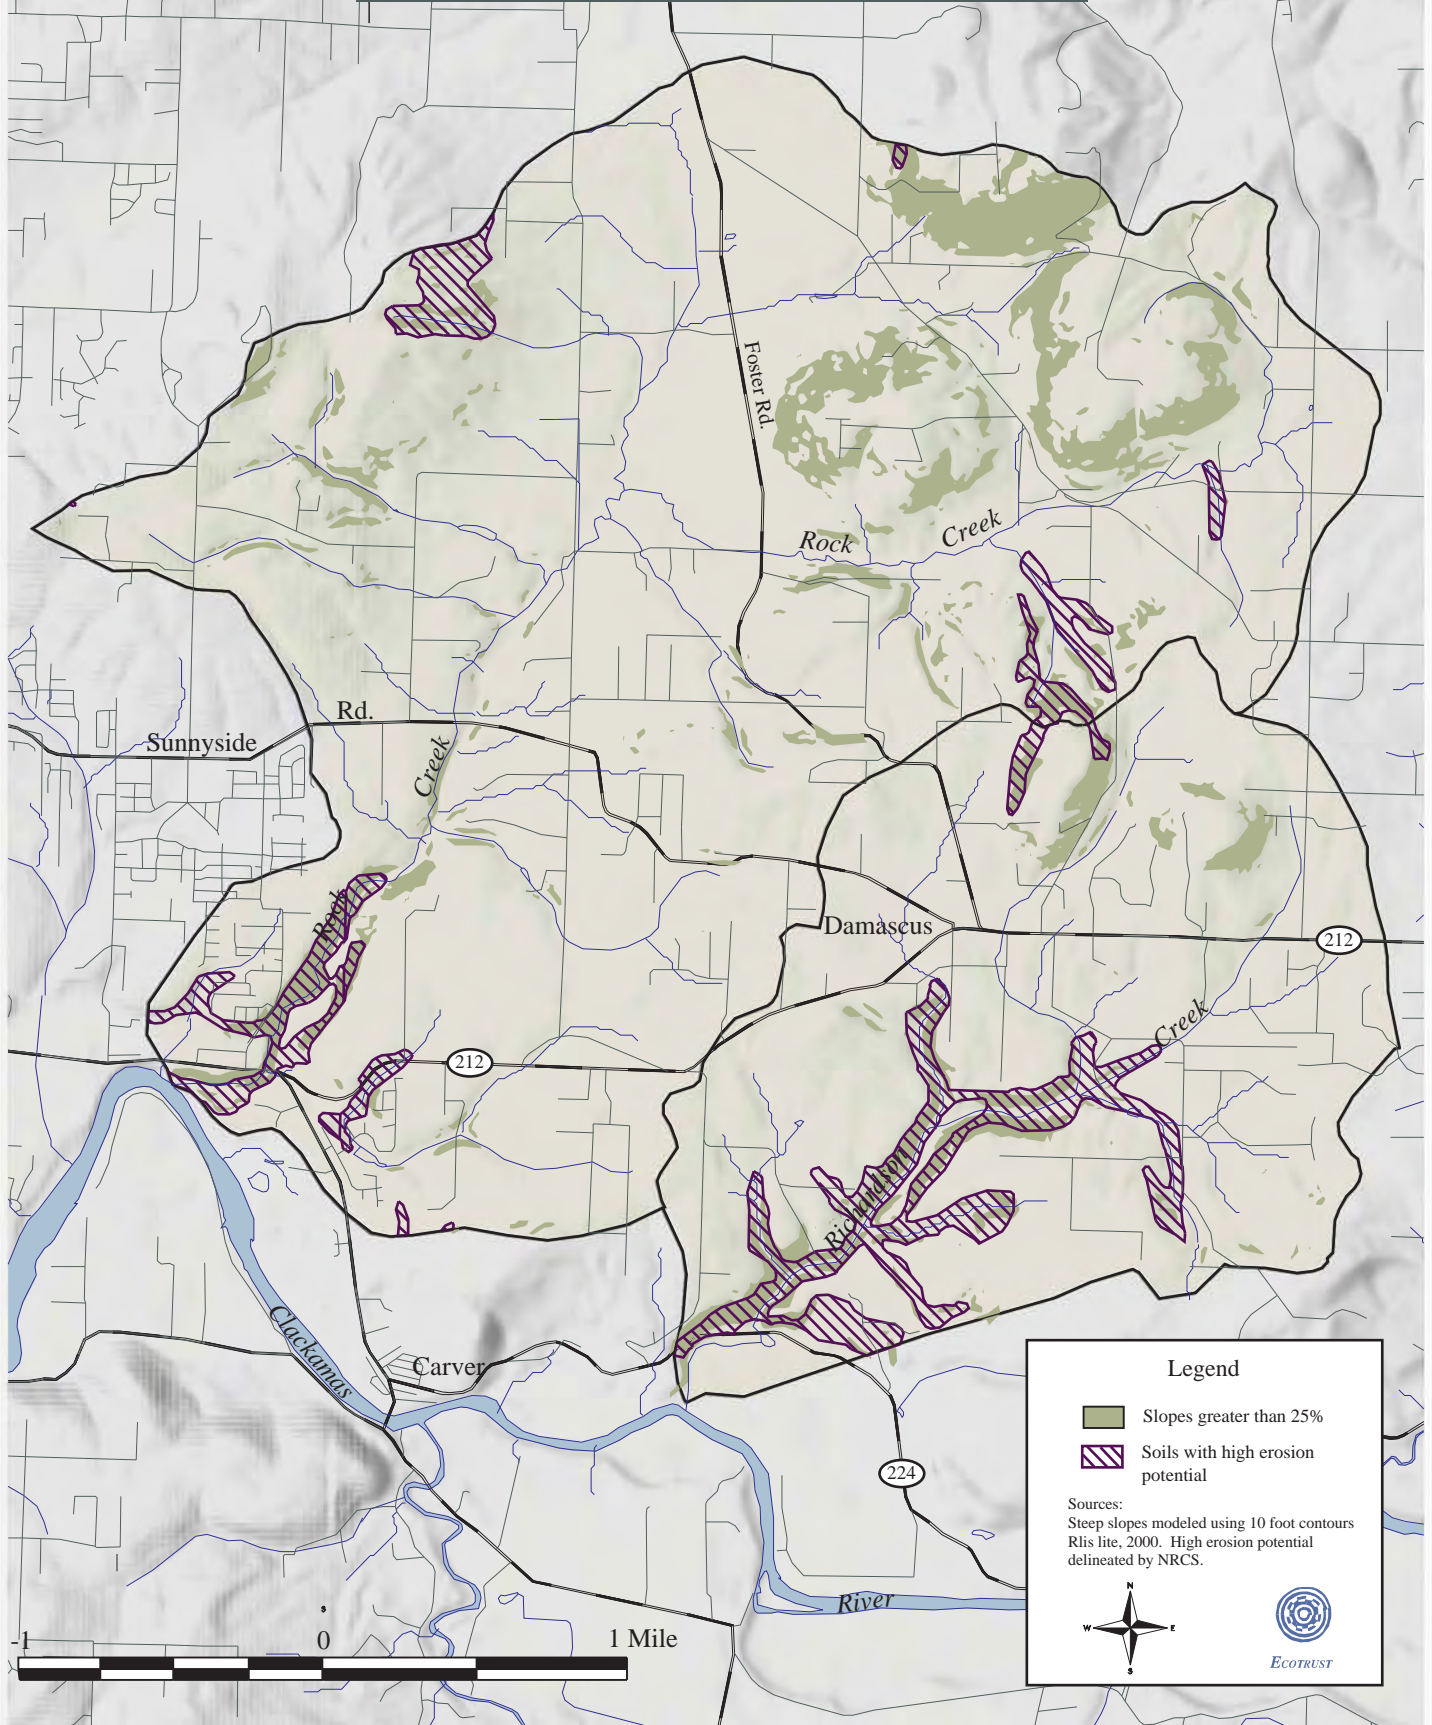 Foster Rd.
Rock
Creek
Rd.
Sunnyside
Creek
Rock
Damascus
212
Creek
212
Richardson
Clackamas
Carver
224
River
Legend
Slopes greater than 25%
Soils with high erosion
potential
Sources:
Steep slopes modeled using 10 foot contours
Rlis lite, 2000. High erosion potential
delineated by NRCS.
N
W E
S
ECOTRUST
s
-1 0 1 Mile